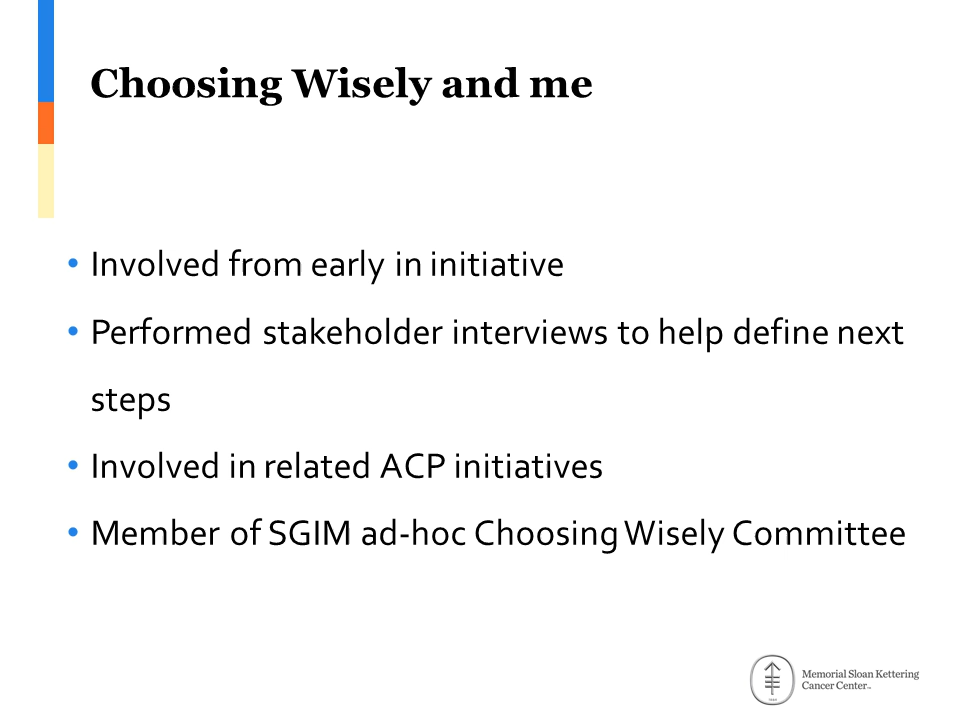 Choosing Wisely and me
• Involved from early in initiative
• Performed stakeholder interviews to help define next
steps
• Involved in related ACP initiatives
• Member of SGIM ad-hoc Choosing Wisely Committee
Memorial Sloan Kettering
Cancer Center™